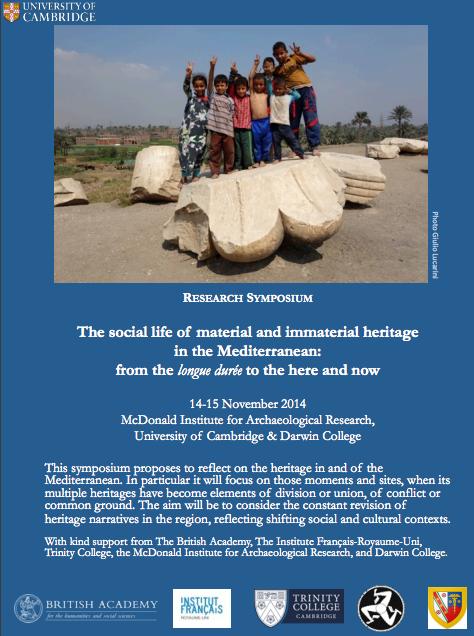 UNIVERSITY OF
CAMBRIDGE
Photo Giulio Lucarini
RESEARCH SYMPOSIUM
The social life of material and immaterial heritage
in the Mediterranean:
from the longue durée to the here and now
14-15 November 2014
McDonald Institute for Archaeological Research,
University of Cambridge & Darwin College
This symposium proposes to reflect on the heritage in and of the
Mediterranean. In particular it will focus on those moments and sites, when its
multiple heritages have become elements of division or union, of conflict or
common ground. The aim will be to consider the constant revision of
heritage narratives in the region, reflecting shifting social and cultural contexts.
With kind support from The British Academy, The Institute Français-Royaume-Uni,
Trinity College, the McDonald Institute for Archaeological Research, and Darwin College.
BRITISH ACADEMY
for the humanities and social sciences
INSTITUT
FRANÇAIS
ROYAUME-UNI
TRINITY
COLLEGE
CAMBRIDGE